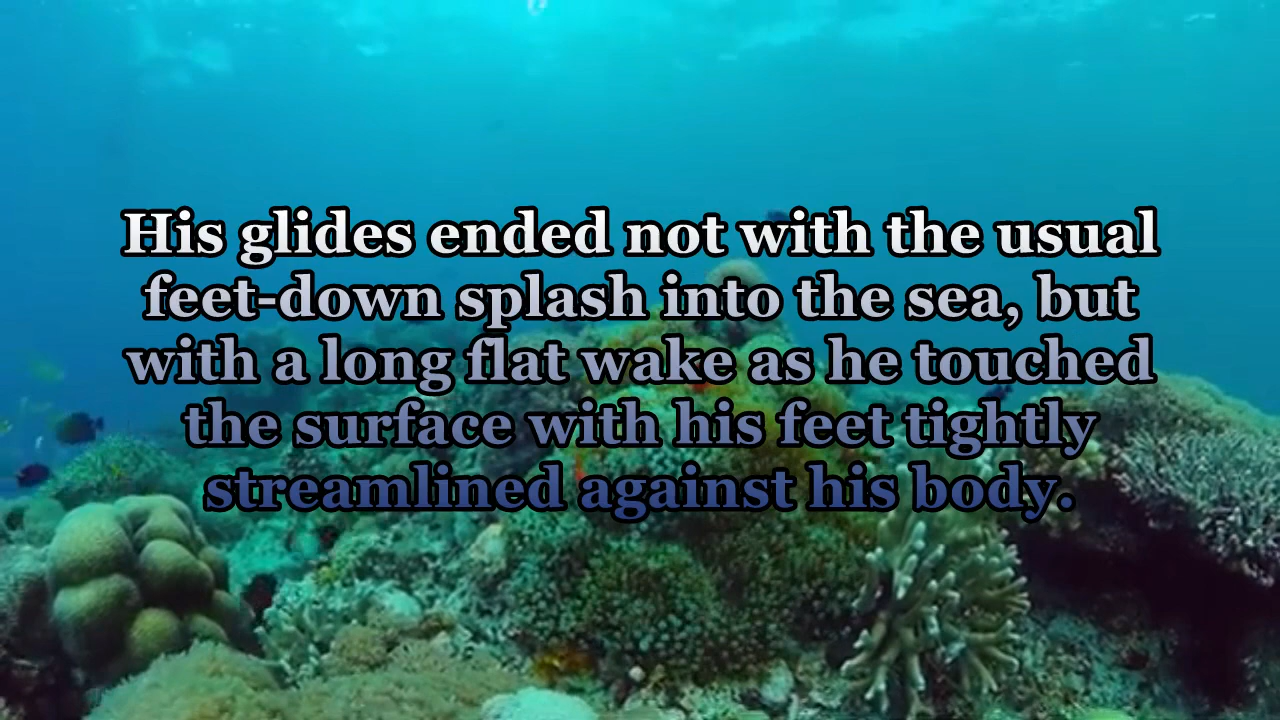 His glides ended not with the usual
feet-down splash into the sea, but
with a long flat wake as he touched
the surface with his feet tightly
streamlined against his body.